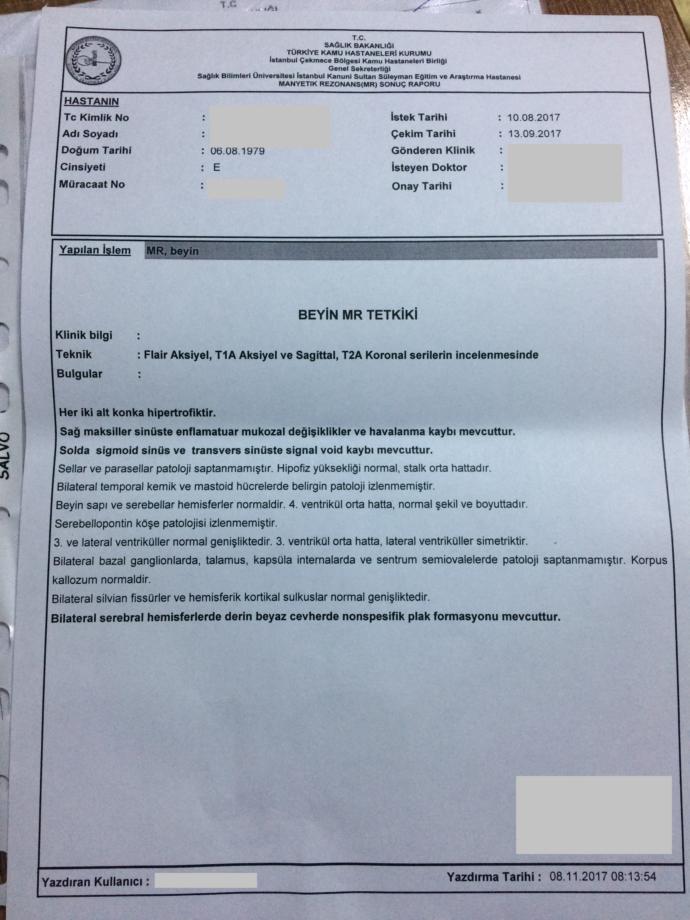 T.C.
T.C.
SAĞLIK BAKANLIĞI
TÜRKİYE KAMU HASTANELERİ KURUMU
İstanbul Çekmece Bölgesi Kamu Hastaneleri Birliği
Genel Sekreterliği
Sağlık Bilimleri Üniversitesi İstanbul Kanuni Sultan Süleyman Eğitim ve Araştırma Hastanesi
MANYETİK REZONANS(MR) SONUÇ RAPORU
HASTANIN
Tc Kimlik No :
Adı Soyadı :
Doğum Tarihi : 06.08.1979
Cinsiyeti : E
Müracaat No :
İstek Tarihi : 10.08.2017
Çekim Tarihi : 13.09.2017
Gönderen Klinik :
İsteyen Doktor :
Onay Tarihi :
Yapılan İşlem MR, beyin
BEYİN MR TETKİKİ
Klinik bilgi :
Teknik : Flair Aksiyel, T1A Aksiyel ve Sagittal, T2A Koronal serilerin incelenmesinde
Bulgular :
Her iki alt konka hipertrofiktir.
Sağ maksiller sinüste enflamatuar mukozal değişiklikler ve havalanma kaybı mevcuttur.
Solda sigmoid sinüs ve transvers sinüste signal void kaybı mevcuttur.
Sellar ve parasellar patoloji saptanmamıştır. Hipofiz yüksekliği normal, stalk orta hattadır.
Bilateral temporal kemik ve mastoid hücrelerde belirgin patoloji izlenmemiştir.
Beyin sapı ve serebellar hemisferler normaldir. 4. ventrikül orta hatta, normal şekil ve boyuttadır.
Serebellopontin köşe patolojisi izlenmemiştir.
3. ve lateral ventriküller normal genişliktedir. 3. ventrikül orta hatta, lateral ventriküller simetriktir.
Bilateral bazal ganglionlarda, talamus, kapsüla internalarda ve sentrum semiovalelerde patoloji saptanmamıştır. Korpus
kallozum normaldir.
Bilateral silvian fissürler ve hemisferik kortikal sulkuslar normal genişliktedir.
Bilateral serebral hemisferlerde derin beyaz cevherde nonspesifik plak formasyonu mevcuttur.
Yazdıran Kullanıcı :
Yazdırma Tarihi : 08.11.2017 08:13:54
SALVO